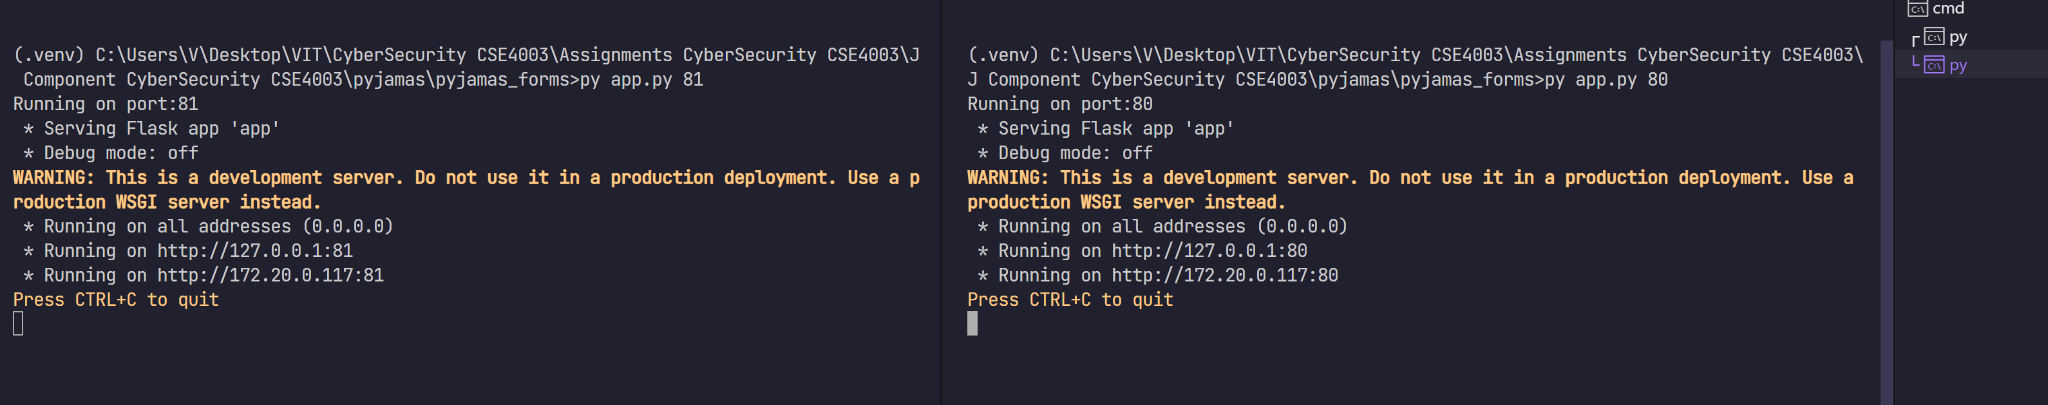 (.venv) C:\Users\V\Desktop\VIT\CyberSecurity CSE4003\Assignments CyberSecurity CSE4003\J
 Component CyberSecurity CSE4003\pyjamas\pyjamas_forms>py app.py 81
Running on port:81
 * Serving Flask app 'app'
 * Debug mode: off
WARNING: This is a development server. Do not use it in a production deployment. Use a p
roduction WSGI server instead.
 * Running on all addresses (0.0.0.0)
 * Running on http://127.0.0.1:81
 * Running on http://172.20.0.117:81
Press CTRL+C to quit
(.venv) C:\Users\V\Desktop\VIT\CyberSecurity CSE4003\Assignments CyberSecurity CSE4003\
J Component CyberSecurity CSE4003\pyjamas\pyjamas_forms>py app.py 80
Running on port:80
 * Serving Flask app 'app'
 * Debug mode: off
WARNING: This is a development server. Do not use it in a production deployment. Use a
production WSGI server instead.
 * Running on all addresses (0.0.0.0)
 * Running on http://127.0.0.1:80
 * Running on http://172.20.0.117:80
Press CTRL+C to quit
cmd
py
py